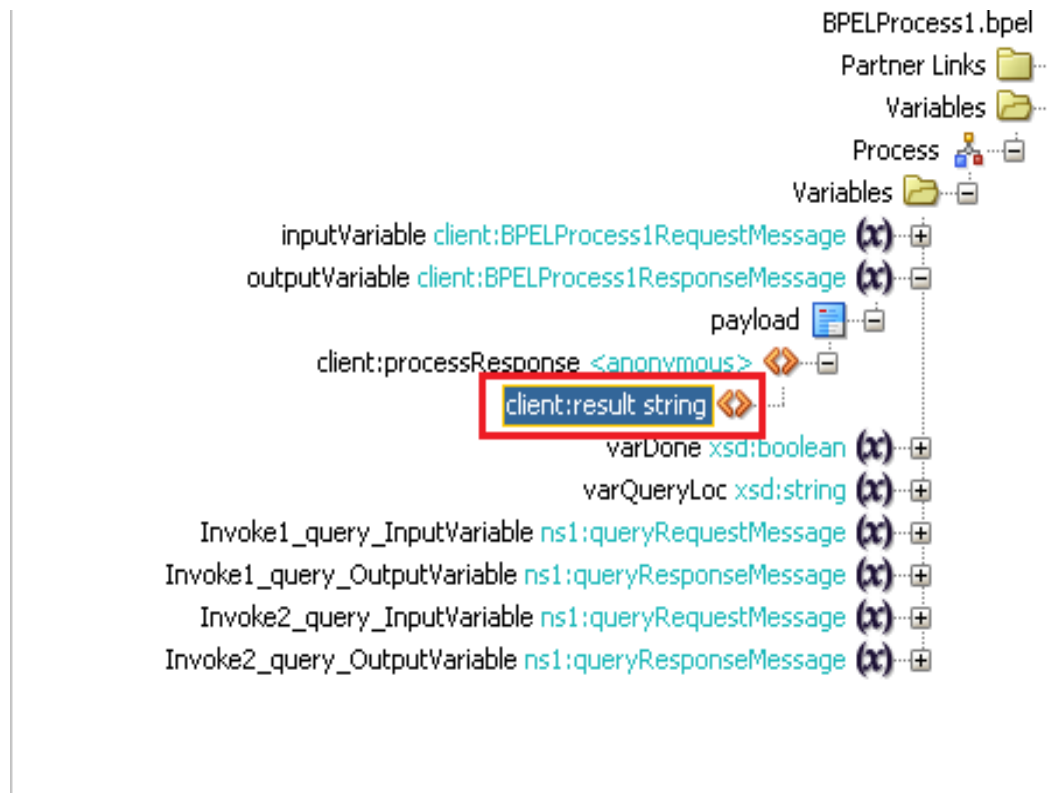 BPELProcess1.bpel
Partner Links
Variables
Process
Variables
inputVariable client:BPELProcess1RequestMessage (x)
outputVariable client:BPELProcess1ResponseMessage (x)
payload
client:processResponse <anonymous>
client:result string
varDone xsd:boolean (x)
varQueryLoc xsd:string (x)
Invoke1_query_InputVariable ns1:queryRequestMessage (x)
Invoke1_query_OutputVariable ns1:queryResponseMessage (x)
Invoke2_query_InputVariable ns1:queryRequestMessage (x)
Invoke2_query_OutputVariable ns1:queryResponseMessage (x)